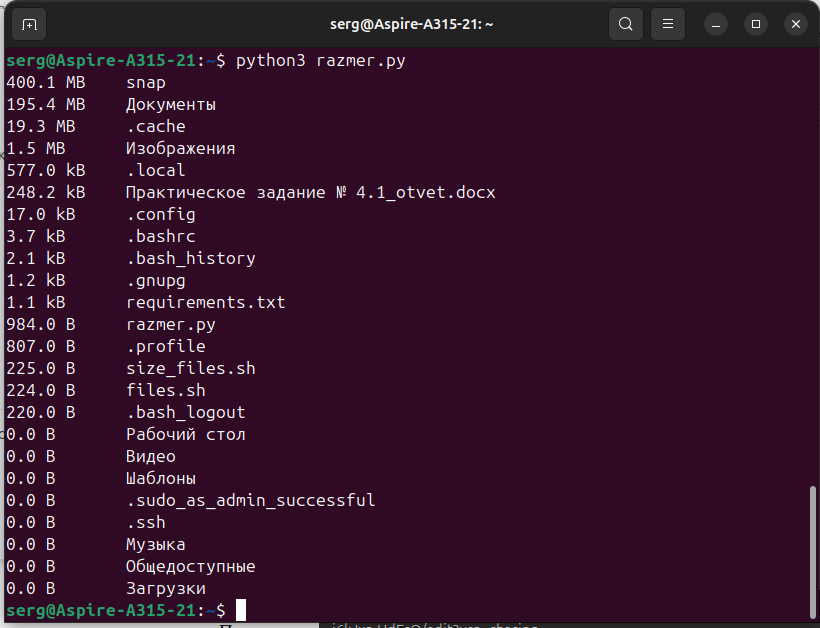 serg@Aspire-A315-21: ~
serg@Aspire-A315-21:~$ python3 razmer.py
400.1 MB    snap
195.4 MB    Документы
19.3 MB     .cache
1.5 MB      Изображения
577.0 kB    .local
248.2 kB    Практическое задание № 4.1_otvet.docx
17.0 kB     .config
3.7 kB      .bashrc
2.1 kB      .bash_history
1.2 kB      .gnupg
1.1 kB      requirements.txt
984.0 B     razmer.py
807.0 B     .profile
225.0 B     size_files.sh
224.0 B     files.sh
220.0 B     .bash_logout
0.0 B       Рабочий стол
0.0 B       Видео
0.0 B       Шаблоны
0.0 B       .sudo_as_admin_successful
0.0 B       .ssh
0.0 B       Музыка
0.0 B       Общедоступные
0.0 B       Загрузки
serg@Aspire-A315-21:~$